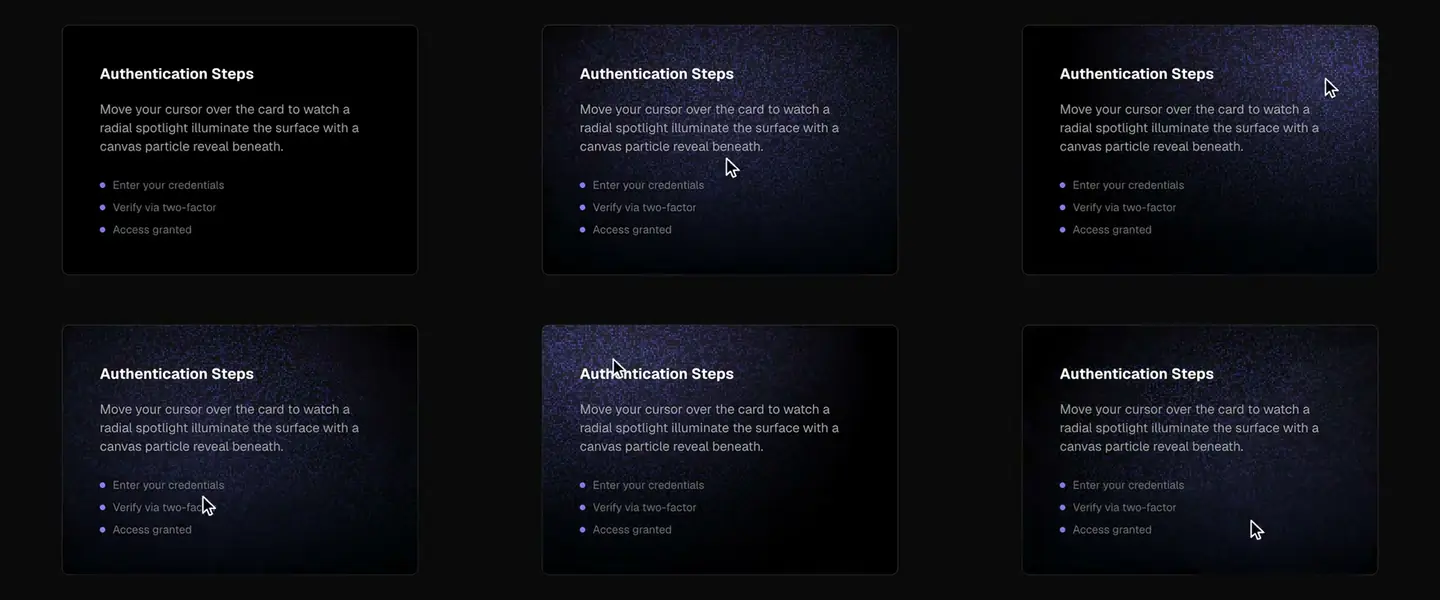 Authentication Steps
Move your cursor over the card to watch a
radial spotlight illuminate the surface with a
canvas particle reveal beneath.
Enter your credentials
Verify via two-factor
Access granted
Authentication Steps
Move your cursor over the card to watch a
radial spotlight illuminate the surface with a
canvas particle reveal beneath.
Enter your credentials
Verify via two-factor
Access granted
Authentication Steps
Move your cursor over the card to watch a
radial spotlight illuminate the surface with a
canvas particle reveal beneath.
Enter your credentials
Verify via two-factor
Access granted
Authentication Steps
Move your cursor over the card to watch a
radial spotlight illuminate the surface with a
canvas particle reveal beneath.
Enter your credentials
Verify via two-factor
Access granted
Authentication Steps
Move your cursor over the card to watch a
radial spotlight illuminate the surface with a
canvas particle reveal beneath.
Enter your credentials
Verify via two-factor
Access granted
Authentication Steps
Move your cursor over the card to watch a
radial spotlight illuminate the surface with a
canvas particle reveal beneath.
Enter your credentials
Verify via two-factor
Access granted